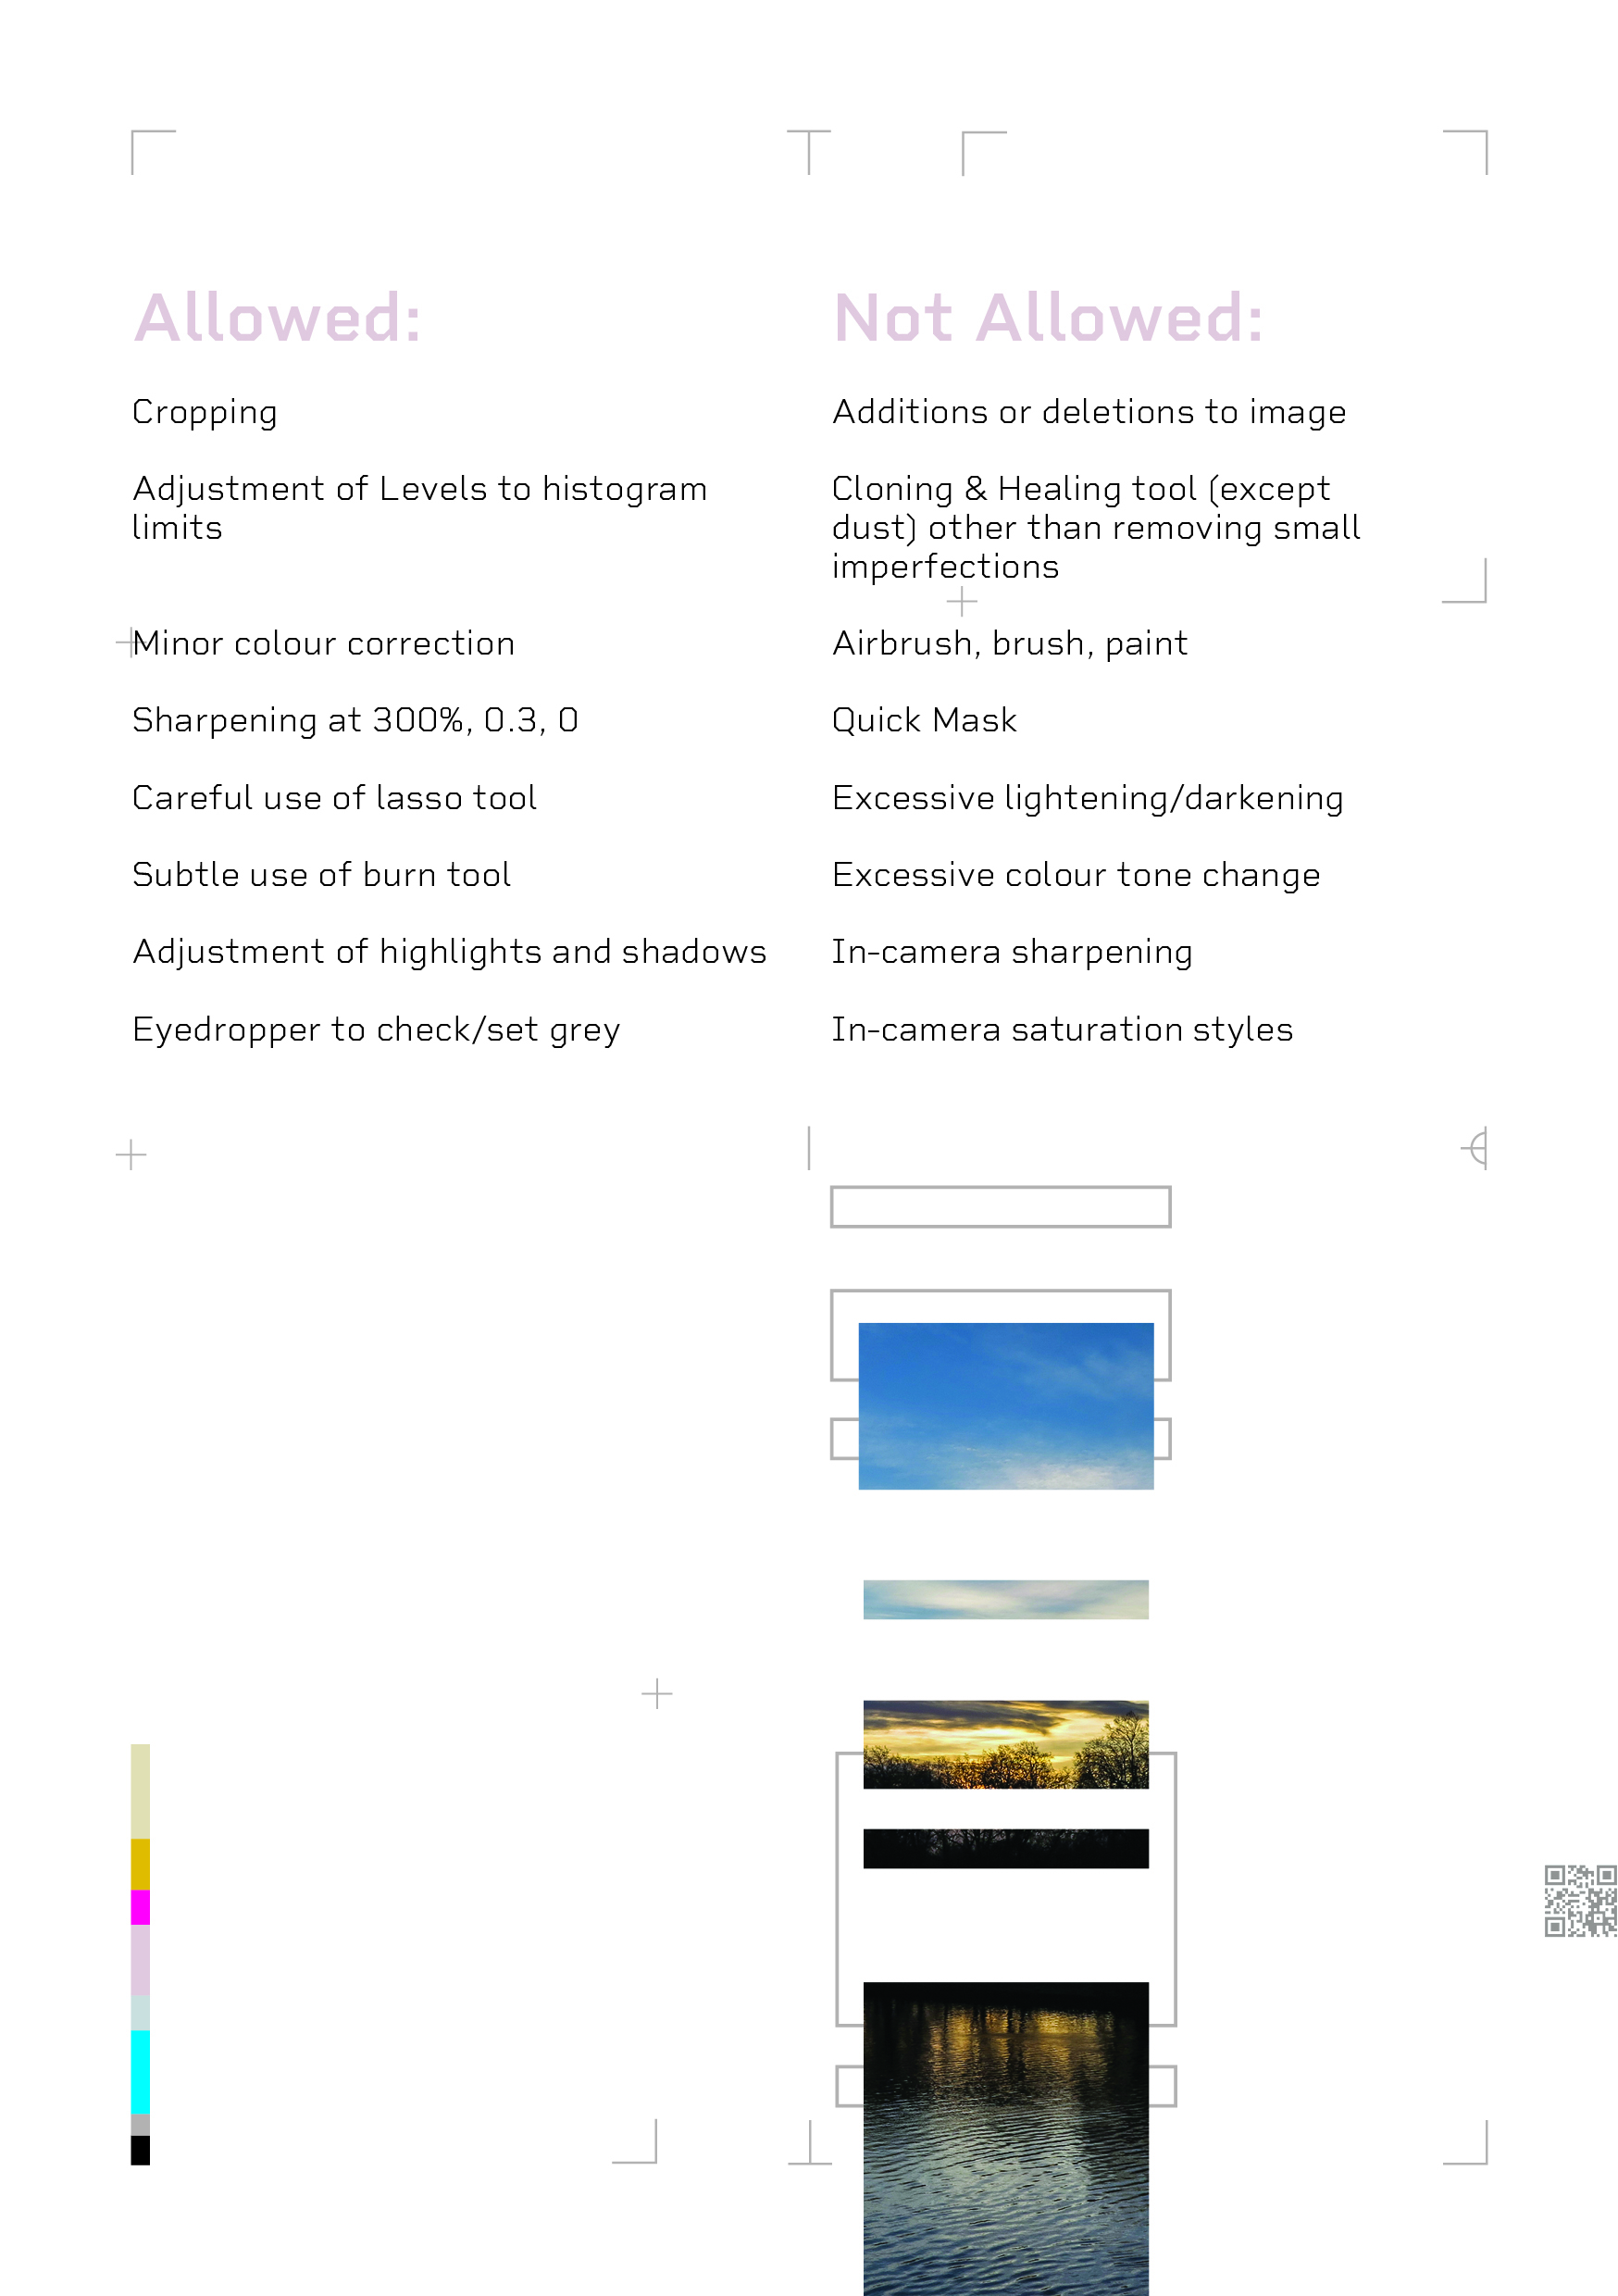 Allowed:
Cropping
Adjustment of Levels to histogram
limits
Minor colour correction
Sharpening at 300%, 0.3, 0
Careful use of lasso tool
Subtle use of burn tool
Adjustment of highlights and shadows
Eyedropper to check/set grey
Not Allowed:
Additions or deletions to image
Cloning & Healing tool (except
dust) other than removing small
imperfections
Airbrush, brush, paint
Quick Mask
Excessive lightening/darkening
Excessive colour tone change
In-camera sharpening
In-camera saturation styles